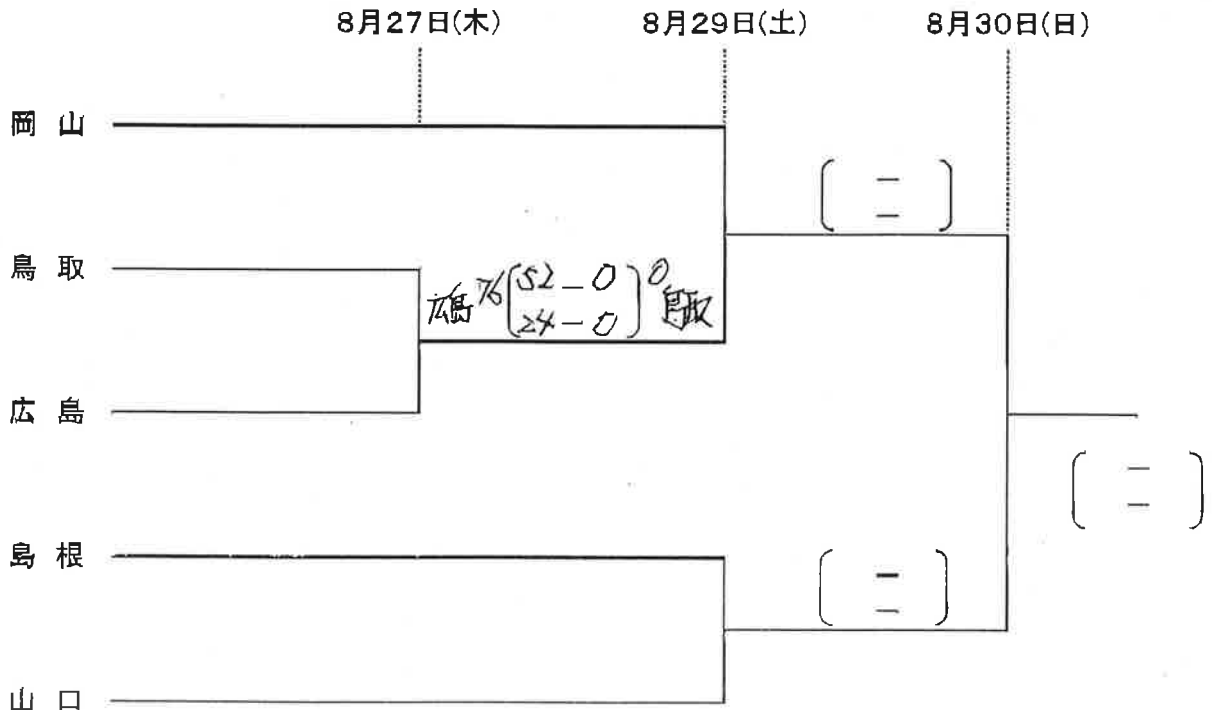 8月27日(木) 8月29日(土) 8月30日(日)
岡山
( − − )
鳥取
広島 76 ( 52 − 0 ) 0 鳥取
24 − 0
広島
( − − )
島根
( − − )
山口